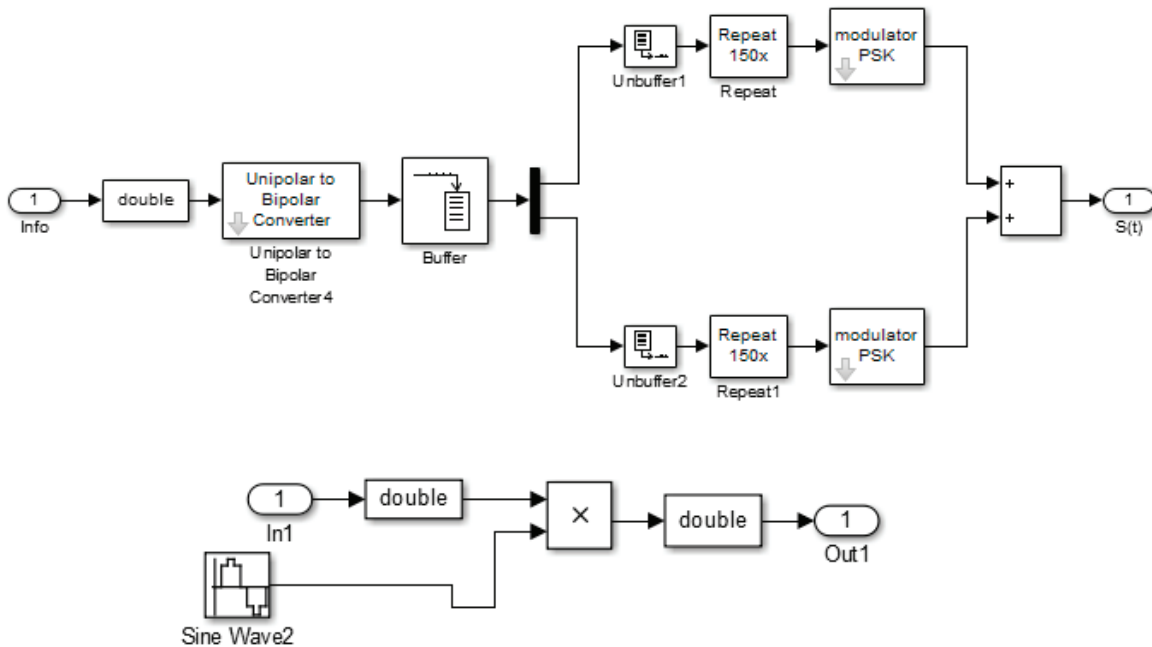 Unbuffer1
Repeat
150x
Repeat
modulator
PSK
1
Info
double
Unipolar to
Bipolar
Converter
Unipolar to
Bipolar
Converter4
Buffer
+
+
1
S(t)
Unbuffer2
Repeat
150x
Repeat1
modulator
PSK
1
In1
double
×
double
1
Out1
Sine Wave2